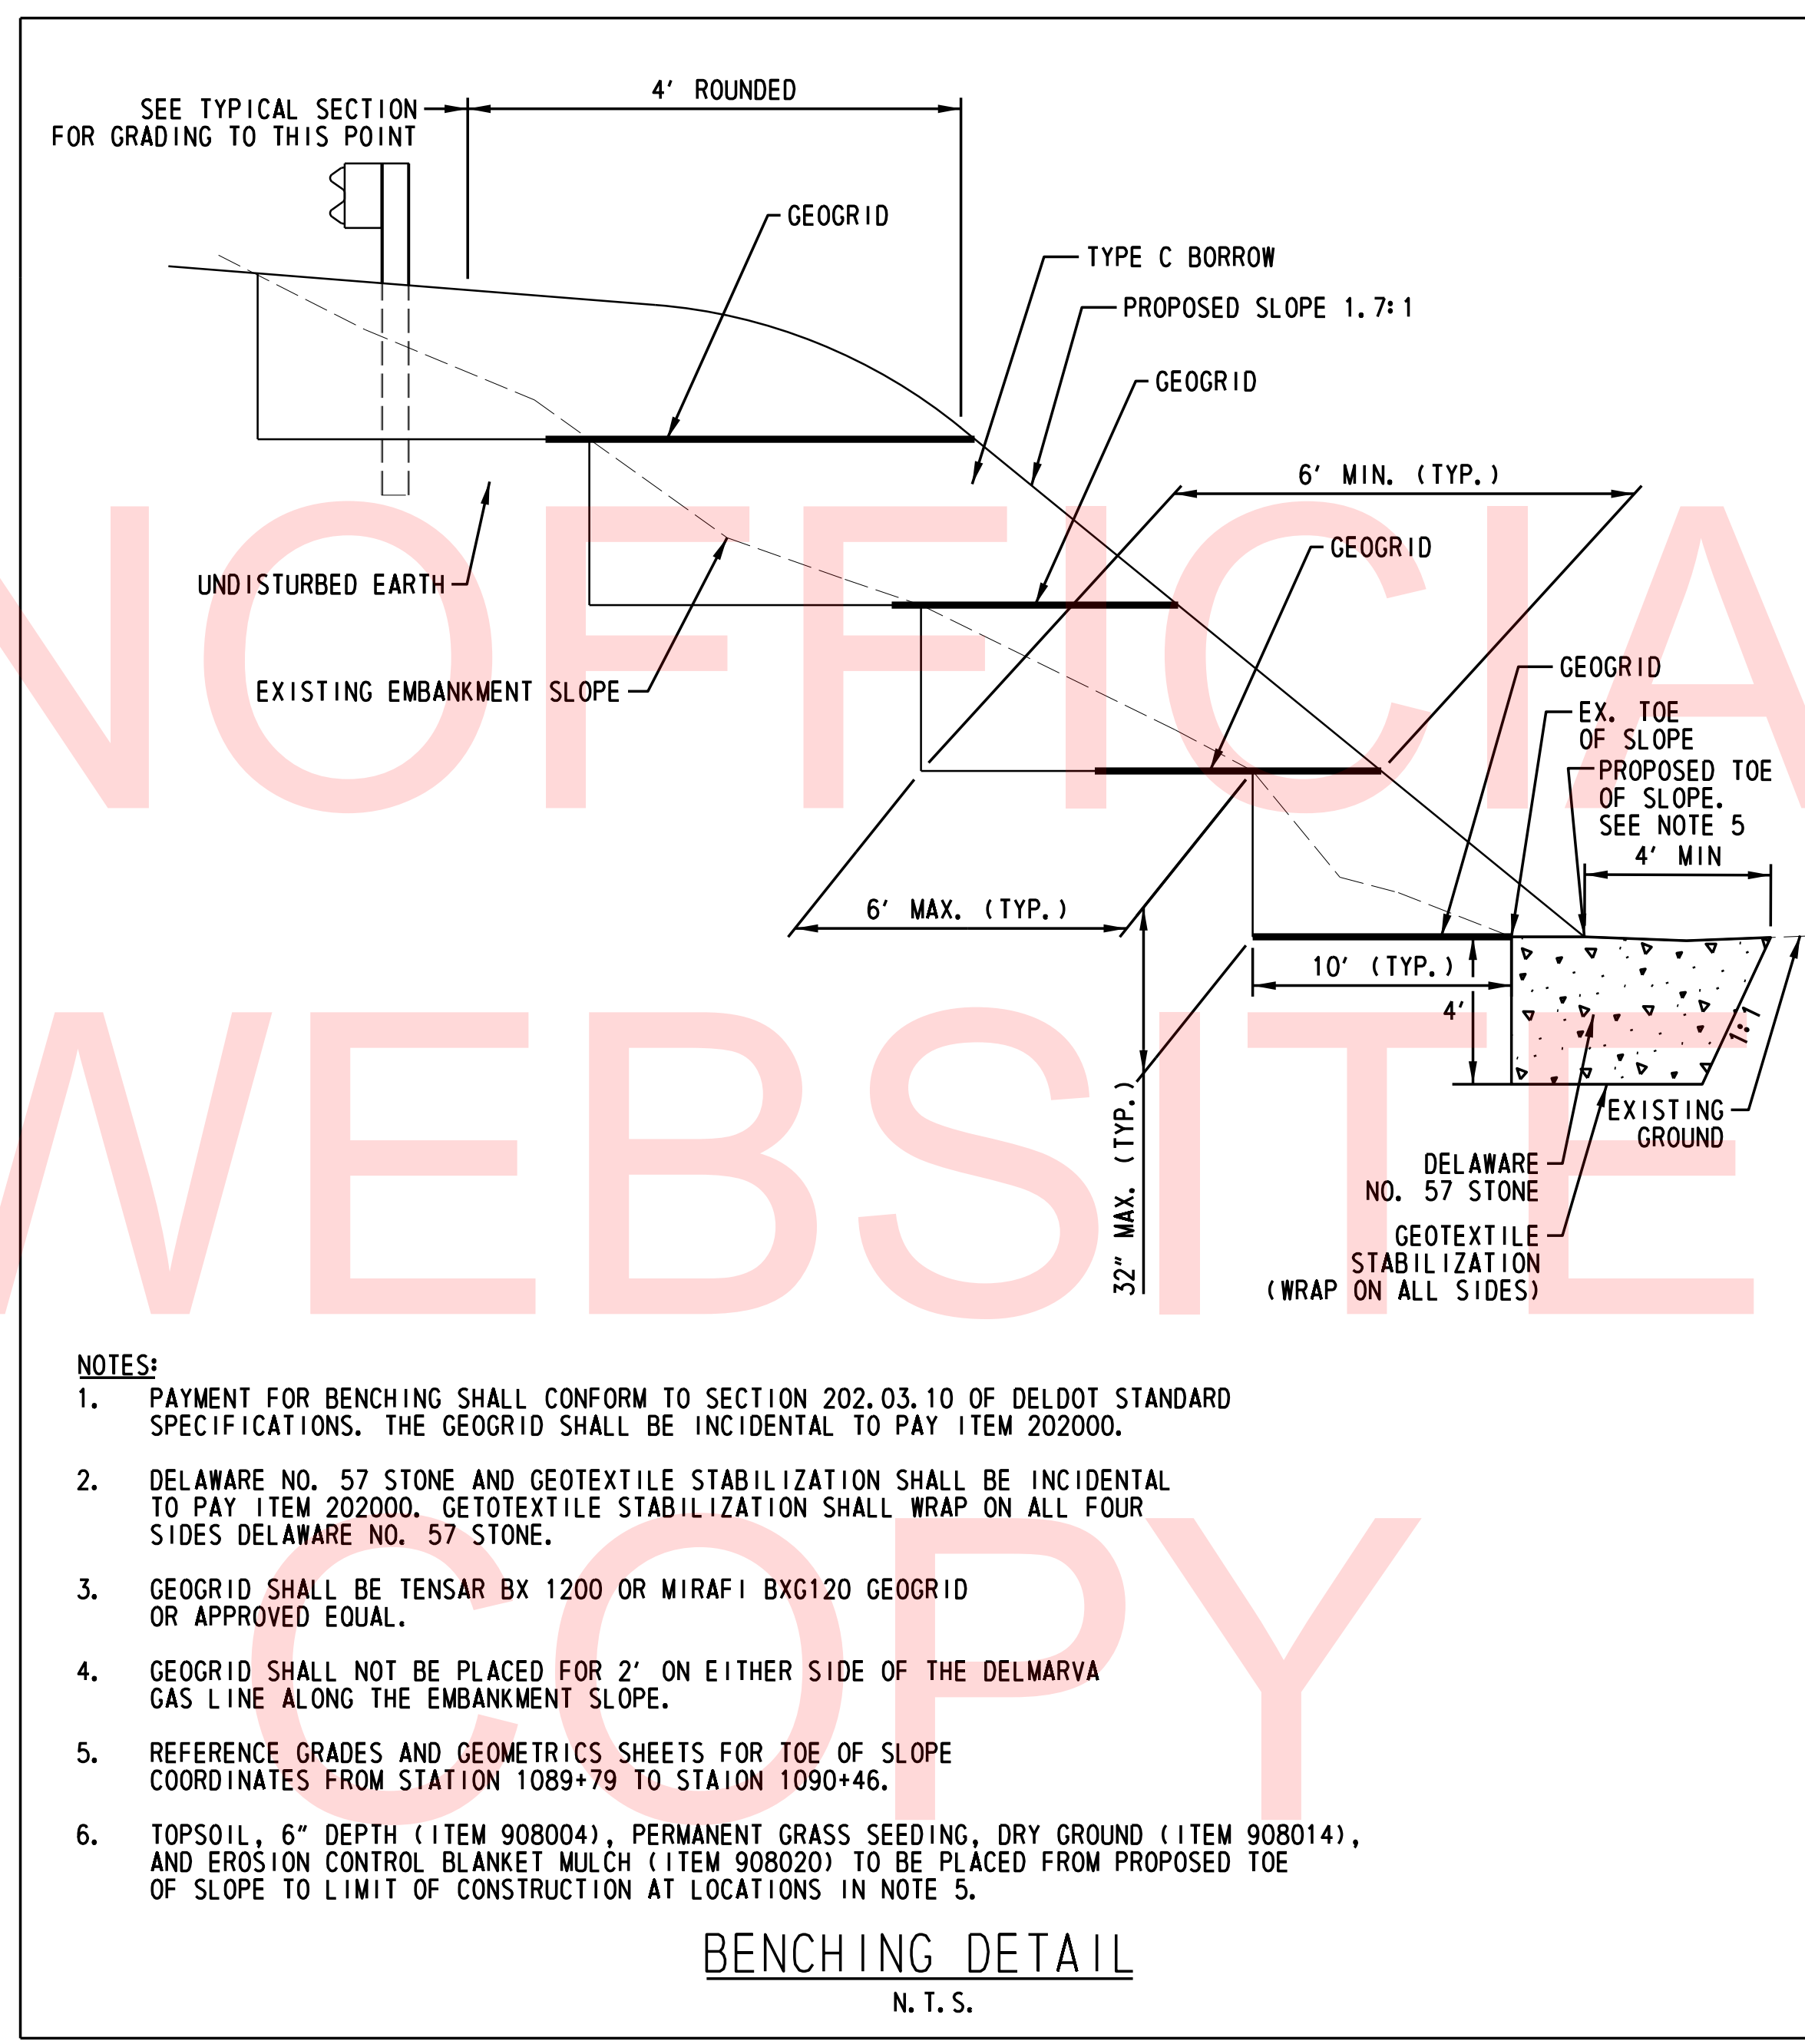 4' ROUNDED
SEE TYPICAL SECTION
FOR GRADING TO THIS POINT
GEOGRID
TYPE C BORROW
PROPOSED SLOPE 1.7:1
GEOGRID
6' MIN. (TYP.)
GEOGRID
UNDISTURBED EARTH
EXISTING EMBANKMENT SLOPE
GEOGRID
EX. TOE
OF SLOPE
PROPOSED TOE
OF SLOPE.
SEE NOTE 5
4' MIN
6' MAX. (TYP.)
10' (TYP.)
4'
1:1
32" MAX. (TYP.)
EXISTING
GROUND
DELAWARE
NO. 57 STONE
GEOTEXTILE
STABILIZATION
(WRAP ON ALL SIDES)
NOFFICIA
WEBSITE
COPY
NOTES:
1. PAYMENT FOR BENCHING SHALL CONFORM TO SECTION 202.03.10 OF DELDOT STANDARD
SPECIFICATIONS. THE GEOGRID SHALL BE INCIDENTAL TO PAY ITEM 202000.
2. DELAWARE NO. 57 STONE AND GEOTEXTILE STABILIZATION SHALL BE INCIDENTAL
TO PAY ITEM 202000. GETOTEXTILE STABILIZATION SHALL WRAP ON ALL FOUR
SIDES DELAWARE NO. 57 STONE.
3. GEOGRID SHALL BE TENSAR BX 1200 OR MIRAFI BXG120 GEOGRID
OR APPROVED EQUAL.
4. GEOGRID SHALL NOT BE PLACED FOR 2' ON EITHER SIDE OF THE DELMARVA
GAS LINE ALONG THE EMBANKMENT SLOPE.
5. REFERENCE GRADES AND GEOMETRICS SHEETS FOR TOE OF SLOPE
COORDINATES FROM STATION 1089+79 TO STAION 1090+46.
6. TOPSOIL, 6" DEPTH (ITEM 908004), PERMANENT GRASS SEEDING, DRY GROUND (ITEM 908014),
AND EROSION CONTROL BLANKET MULCH (ITEM 908020) TO BE PLACED FROM PROPOSED TOE
OF SLOPE TO LIMIT OF CONSTRUCTION AT LOCATIONS IN NOTE 5.
BENCHING DETAIL
N.T.S.